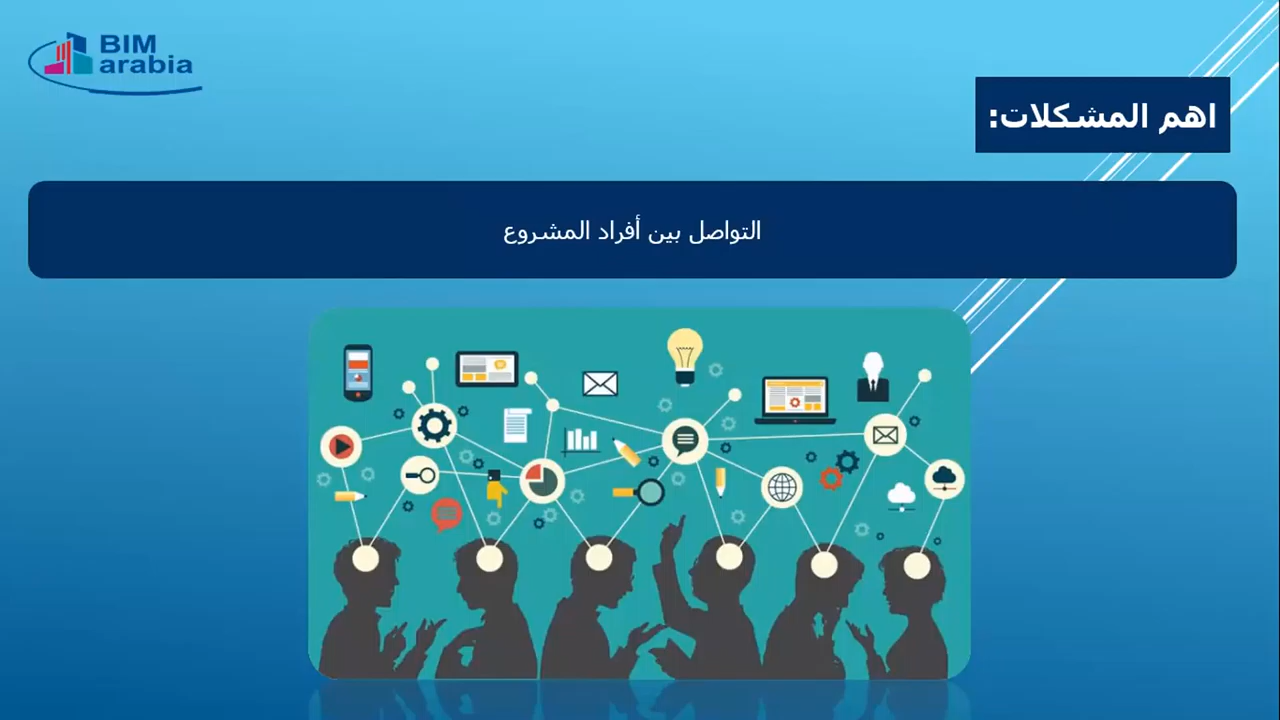 BIM
arabia
اهم المشكلات:
التواصل بين أفراد المشروع